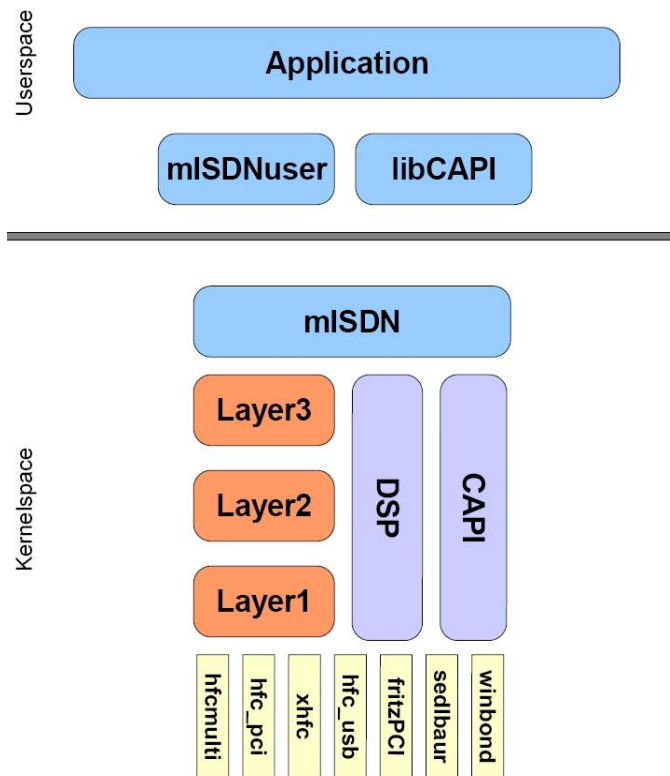 Userspace
Application
mISDNuser
libCAPI
Kernelspace
mISDN
Layer3
Layer2
Layer1
DSP
CAPI
hfcmulti
hfc_pci
xhfc
hfc_usb
fritzPCI
sedlbaur
winbond